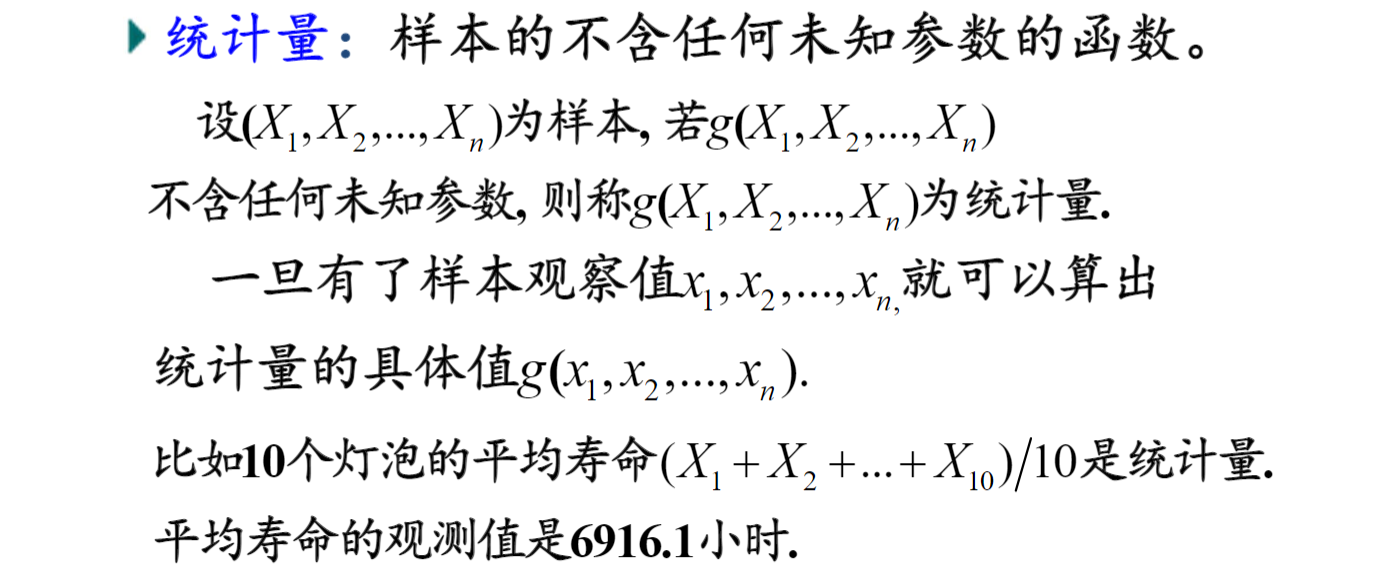 统计量：样本的不含任何未知参数的函数。
设(X₁,X₂,...,Xₙ)为样本, 若g(X₁,X₂,...,Xₙ)
不含任何未知参数, 则称g(X₁,X₂,...,Xₙ)为统计量.
一旦有了样本观察值x₁,x₂,...,xₙ,就可以算出
统计量的具体值g(x₁,x₂,...,xₙ).
比如10个灯泡的平均寿命(X₁+X₂+...+X₁₀)/10是统计量.
平均寿命的观测值是6916.1小时.